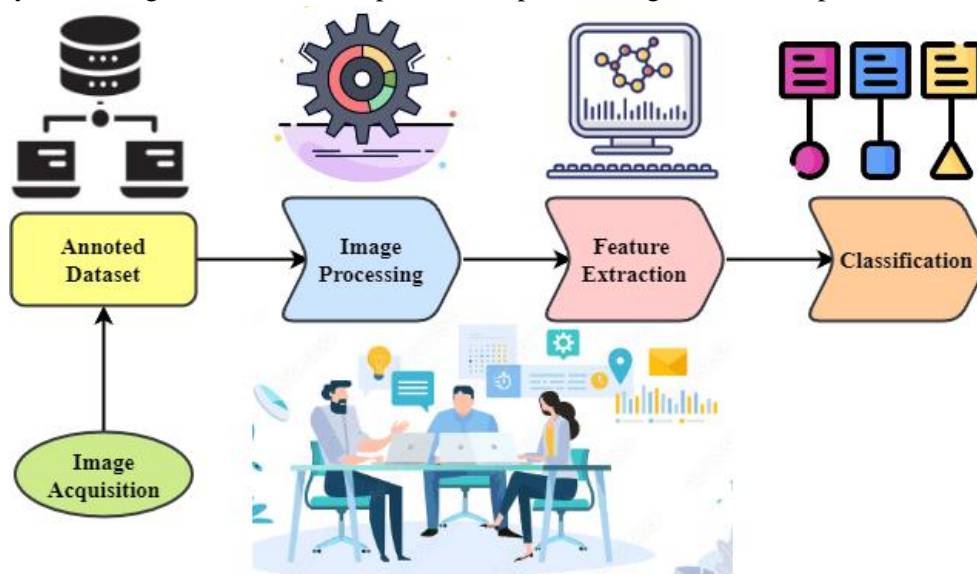 Annoted
Dataset
Image
Processing
Feature
Extraction
Classification
Image
Acquisition